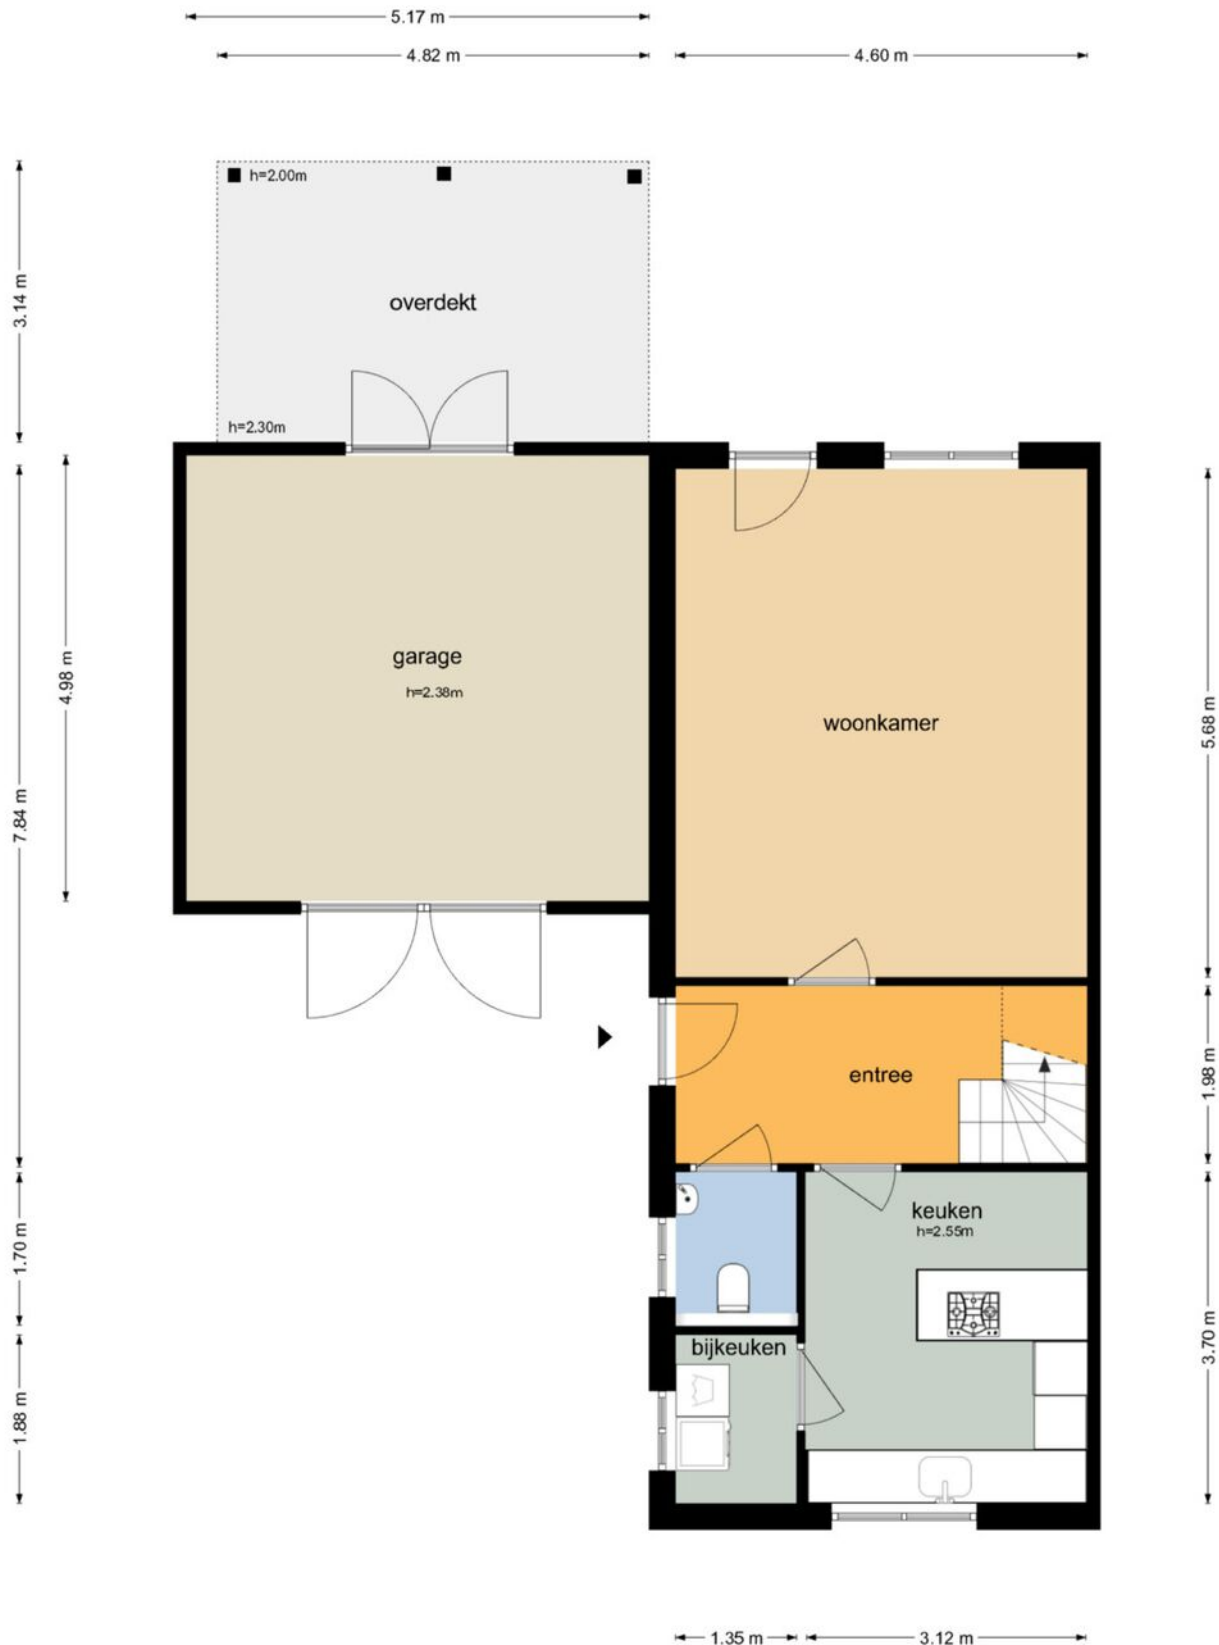 5.17 m
4.82 m
4.60 m
h=2.00m
3.14 m
overdekt
h=2.30m
garage
h=2.38m
4.98 m
woonkamer
5.68 m
7.84 m
entree
1.98 m
keuken
h=2.55m
1.70 m
bijkeuken
3.70 m
1.88 m
1.35 m
3.12 m